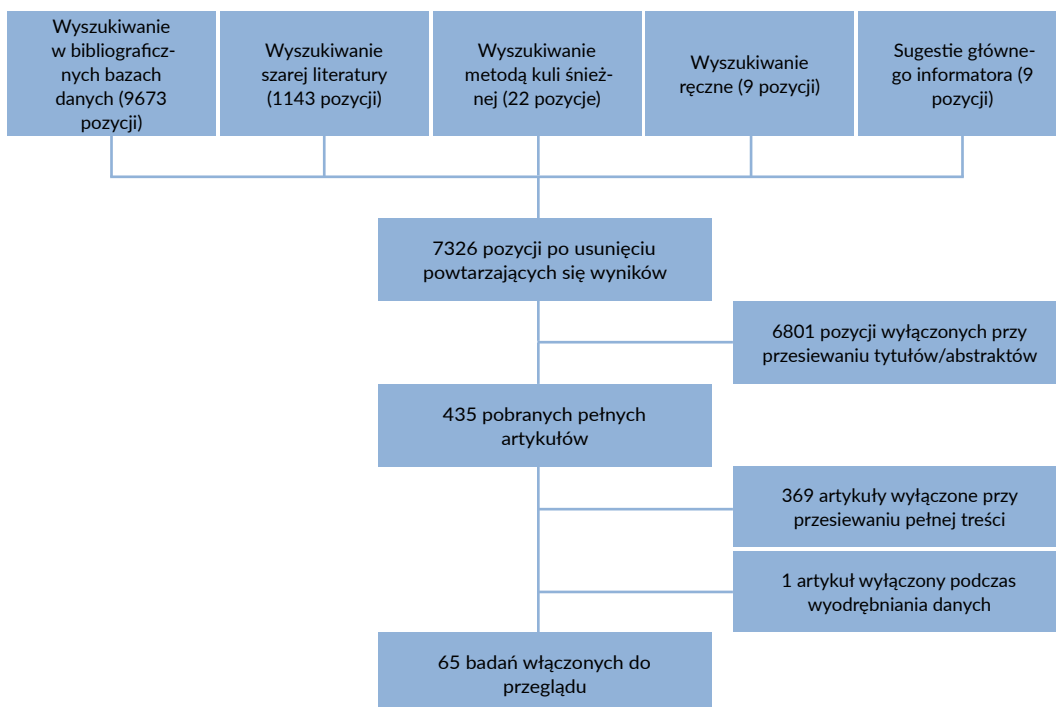 Wyszukiwanie
w bibliograficz-
nych bazach
danych (9673
pozycji)
Wyszukiwanie
szarej literatury
(1143 pozycji)
Wyszukiwanie
metodą kuli śnież-
nej (22 pozycje)
Wyszukiwanie
ręczne (9 pozycji)
Sugestie główne-
go informatora (9
pozycji)
7326 pozycji po usunięciu
powtarzających się wyników
6801 pozycji wyłączonych przy
przesiewaniu tytułów/abstraktów
435 pobranych pełnych
artykułów
369 artykuły wyłączone przy
przesiewaniu pełnej treści
1 artykuł wyłączony podczas
wyodrębniania danych
65 badań włączonych do
przeglądu